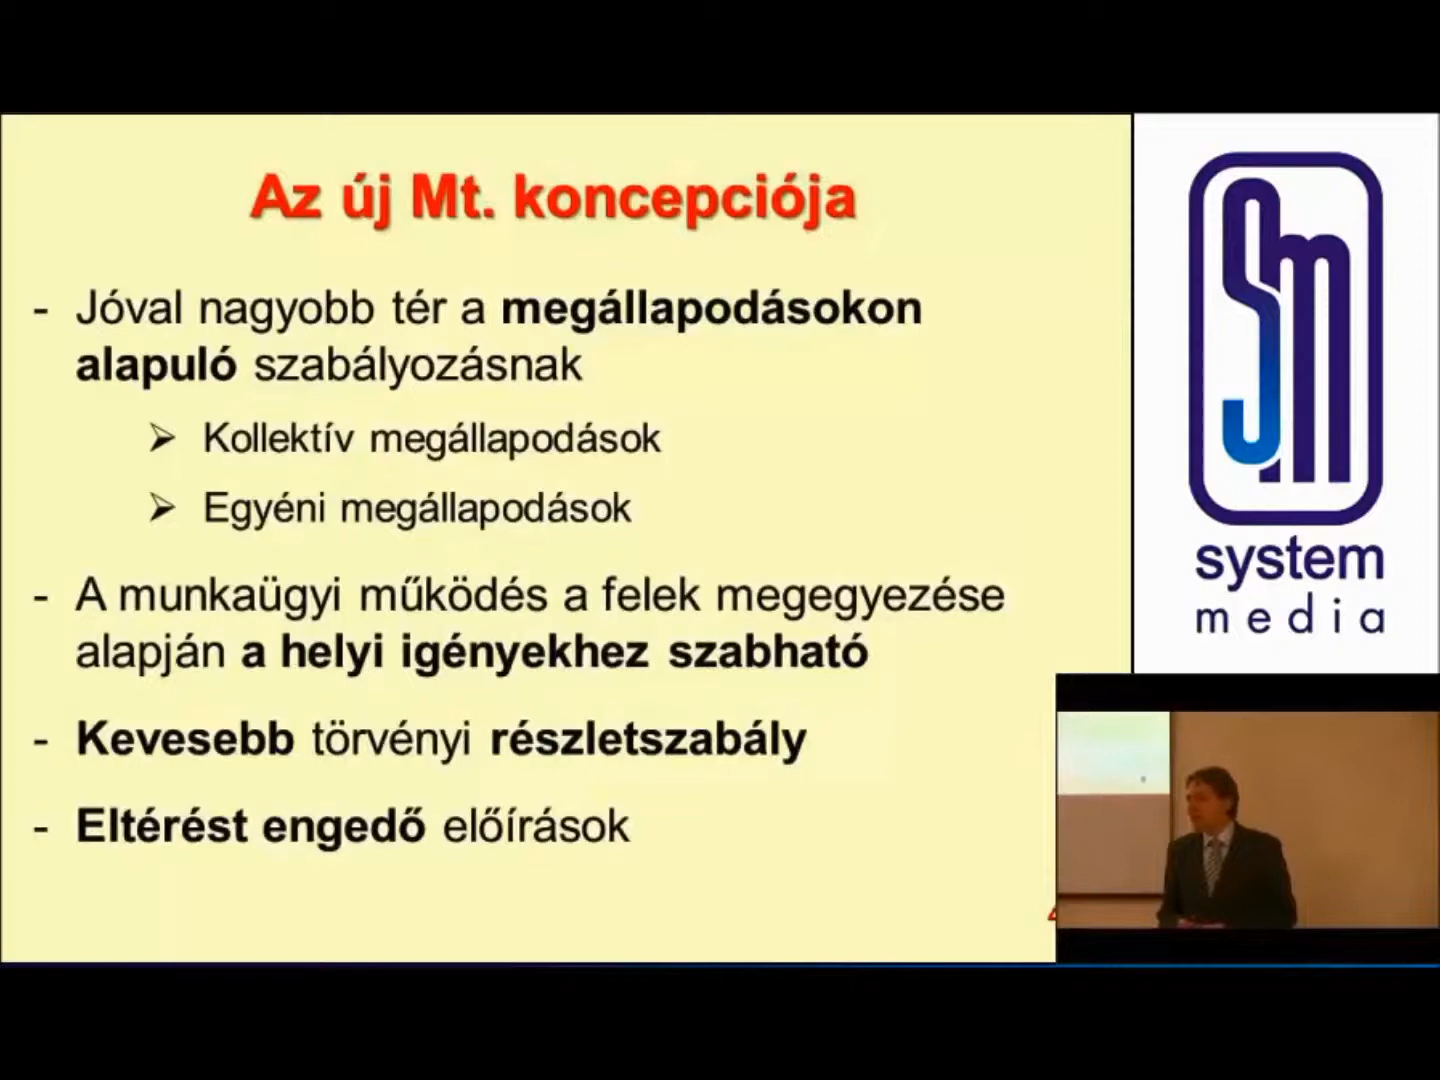 Az új Mt. koncepciója
- Jóval nagyobb tér a megállapodásokon
alapuló szabályozásnak
➢ Kollektív megállapodások
➢ Egyéni megállapodások
- A munkaügyi működés a felek megegyezése
alapján a helyi igényekhez szabható
- Kevesebb törvényi részletszabály
- Eltérést engedő előírások
sm
system
media